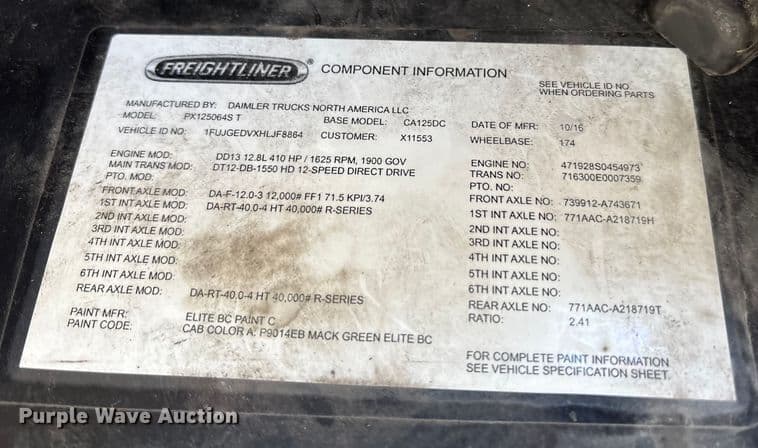 FREIGHTLINER®
COMPONENT INFORMATION
SEE VEHICLE ID NO.
WHEN ORDERING PARTS
MANUFACTURED BY: DAIMLER TRUCKS NORTH AMERICA LLC
MODEL: PX125064S T BASE MODEL: CA125DC DATE OF MFR: 10/16
VEHICLE ID NO: 1FUJGEDVXHLJF8864 CUSTOMER: X11553 WHEELBASE: 174
ENGINE MOD: DD13 12.8L 410 HP / 1625 RPM, 1900 GOV ENGINE NO: 471928S0454973
MAIN TRANS MOD: DT12-DB-1550 HD 12-SPEED DIRECT DRIVE TRANS NO: 716300E0007359
PTO. MOD: PTO. NO:
FRONT AXLE MOD: DA-F-12.0-3 12,000# FF1 71.5 KPI/3.74 FRONT AXLE NO: 739912-A743671
1ST INT AXLE MOD: DA-RT-40.0-4 HT 40,000# R-SERIES 1ST INT AXLE NO: 771AAC-A218719H
2ND INT AXLE MOD: 2ND INT AXLE NO:
3RD INT AXLE MOD: 3RD INT AXLE NO:
4TH INT AXLE MOD: 4TH INT AXLE NO:
5TH INT AXLE MOD: 5TH INT AXLE NO:
6TH INT AXLE MOD: 6TH INT AXLE NO:
REAR AXLE MOD: DA-RT-40.0-4 HT 40,000# R-SERIES REAR AXLE NO: 771AAC-A218719T
RATIO: 2.41
PAINT MFR: ELITE BC PAINT C
PAINT CODE: CAB COLOR A: P9014EB MACK GREEN ELITE BC
FOR COMPLETE PAINT INFORMATION
SEE VEHICLE SPECIFICATION SHEET.
Purple Wave Auction